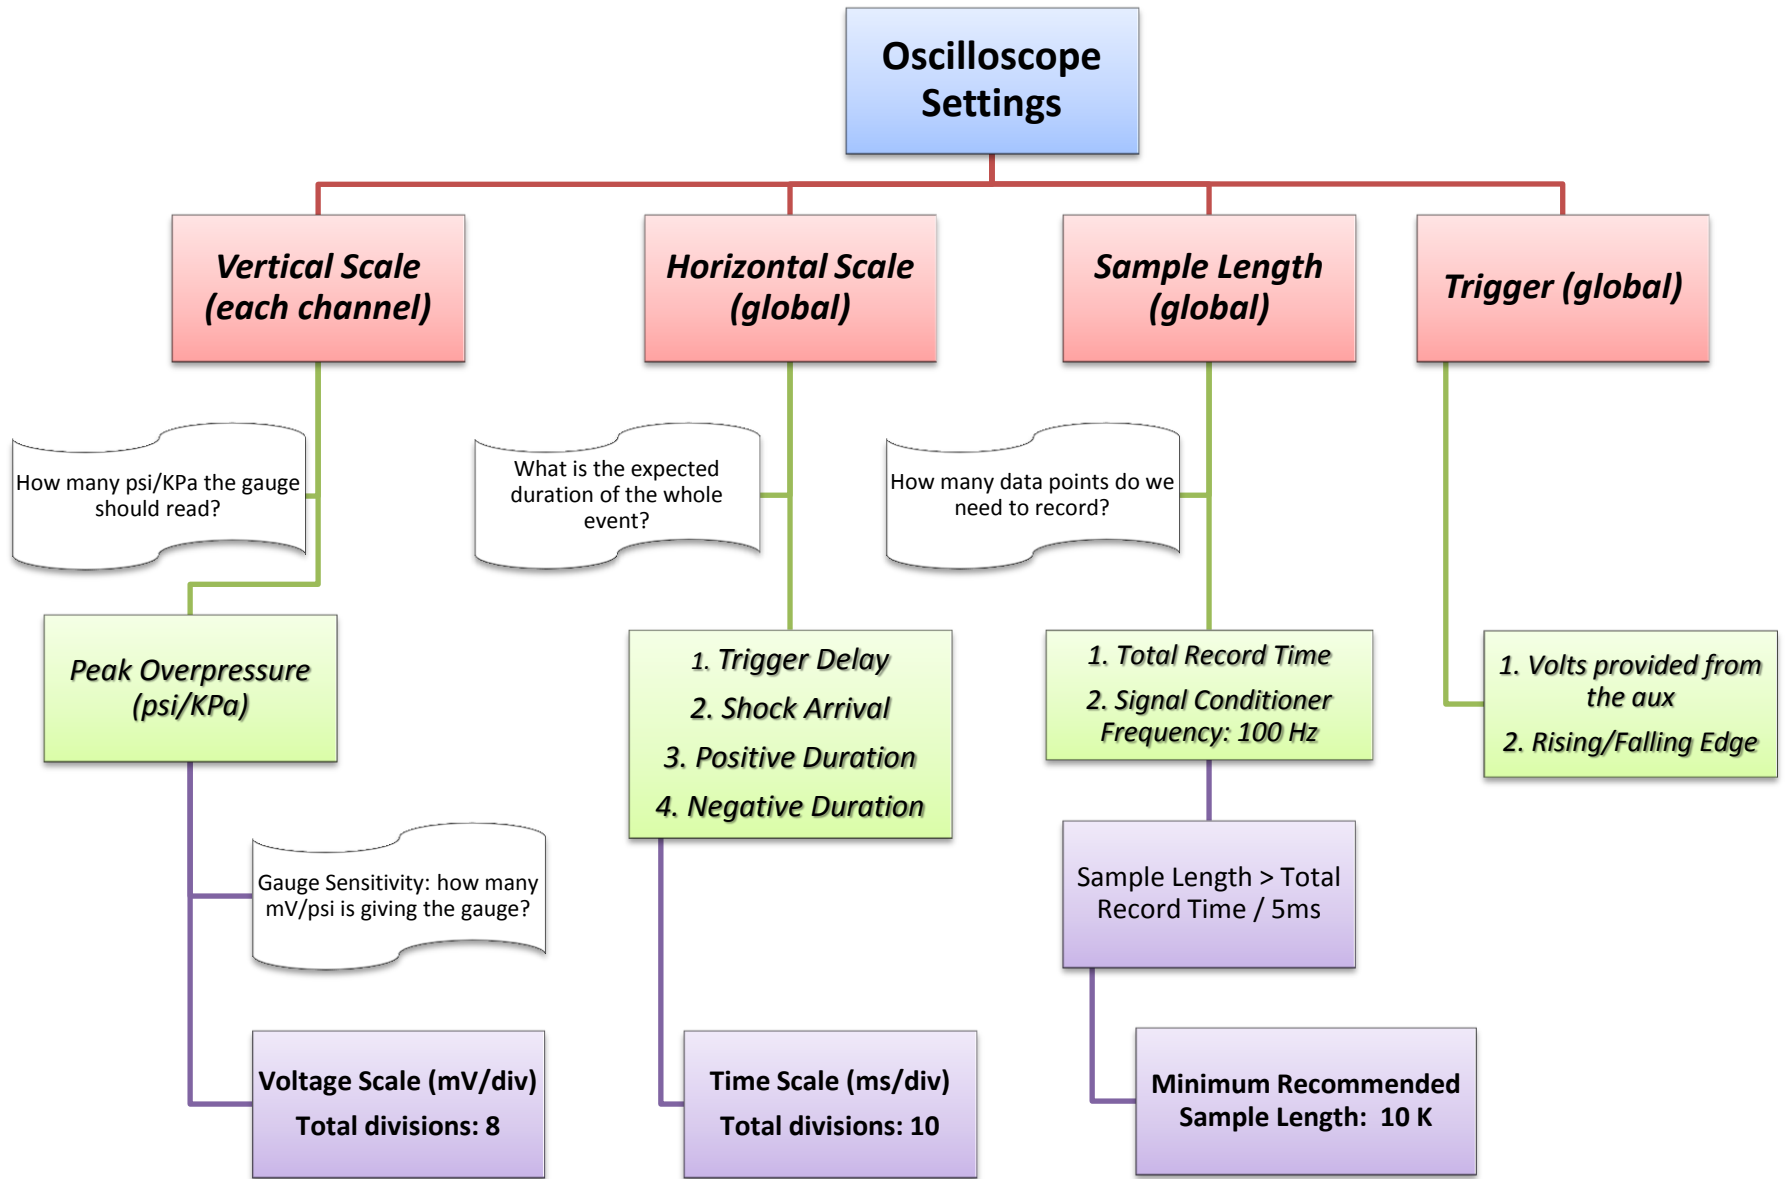 Oscilloscope
Settings
Vertical Scale
(each channel)
Horizontal Scale
(global)
Sample Length
(global)
Trigger (global)
How many psi/KPa the gauge
should read?
What is the expected
duration of the whole
event?
How many data points do we
need to record?
Peak Overpressure
(psi/KPa)
1. Trigger Delay
2. Shock Arrival
3. Positive Duration
4. Negative Duration
1. Total Record Time
2. Signal Conditioner
Frequency: 100 Hz
1. Volts provided from
the aux
2. Rising/Falling Edge
Gauge Sensitivity: how many
mV/psi is giving the gauge?
Sample Length > Total
Record Time / 5ms
Voltage Scale (mV/div)
Total divisions: 8
Time Scale (ms/div)
Total divisions: 10
Minimum Recommended
Sample Length: 10 K